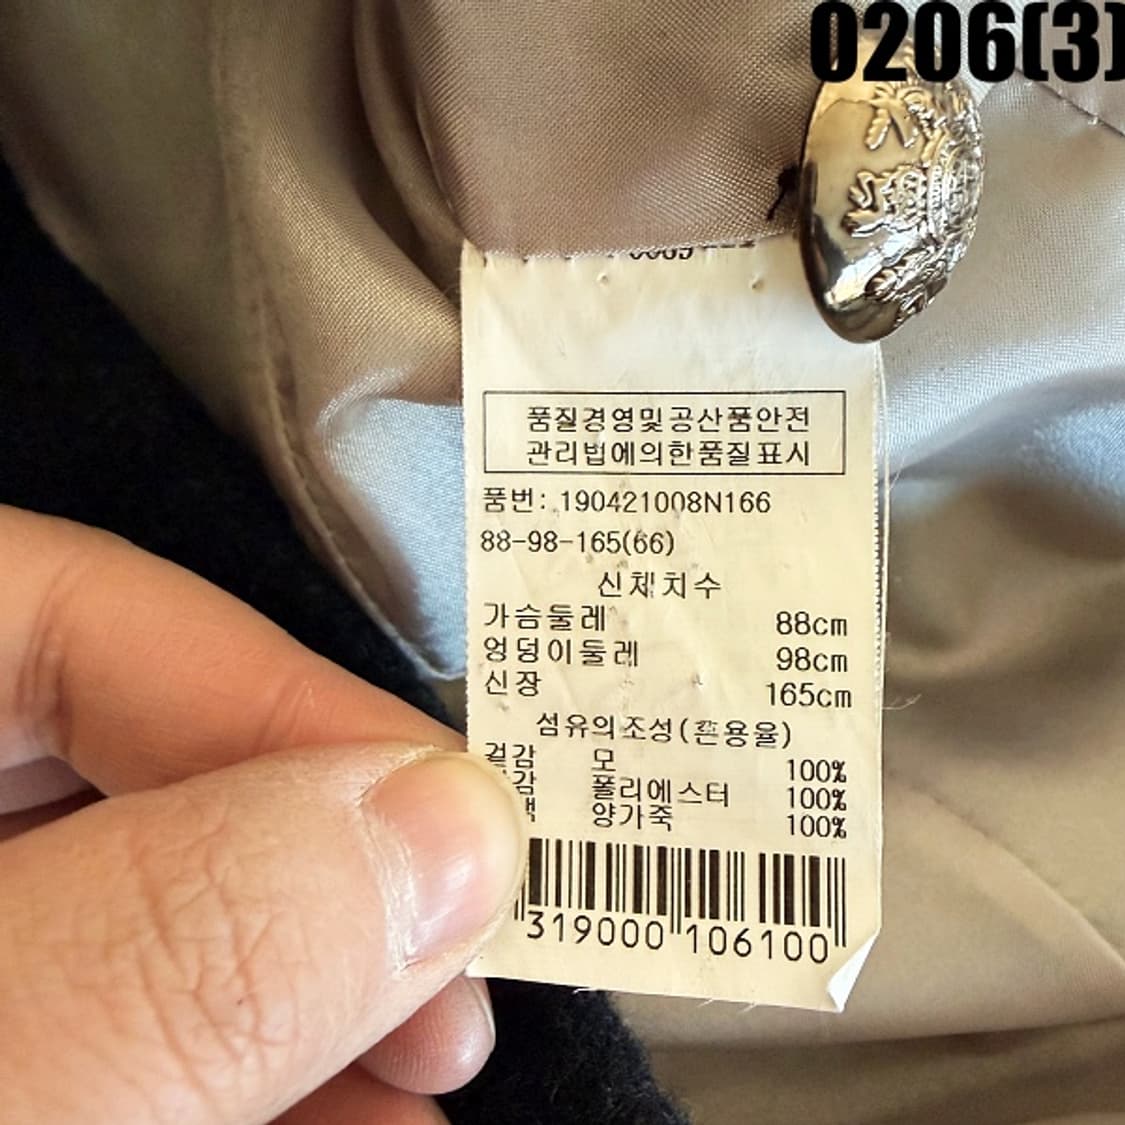 0206(3)
품질경영및공산품안전
관리법에의한품질표시
품번: 190421008N166
88-98-165(66)
신체치수
가슴둘레 88cm
엉덩이둘레 98cm
신장 165cm
섬유의조성(혼용율)
겉감 모 100%
폴리에스터 100%
양가죽 100%
319000 106100